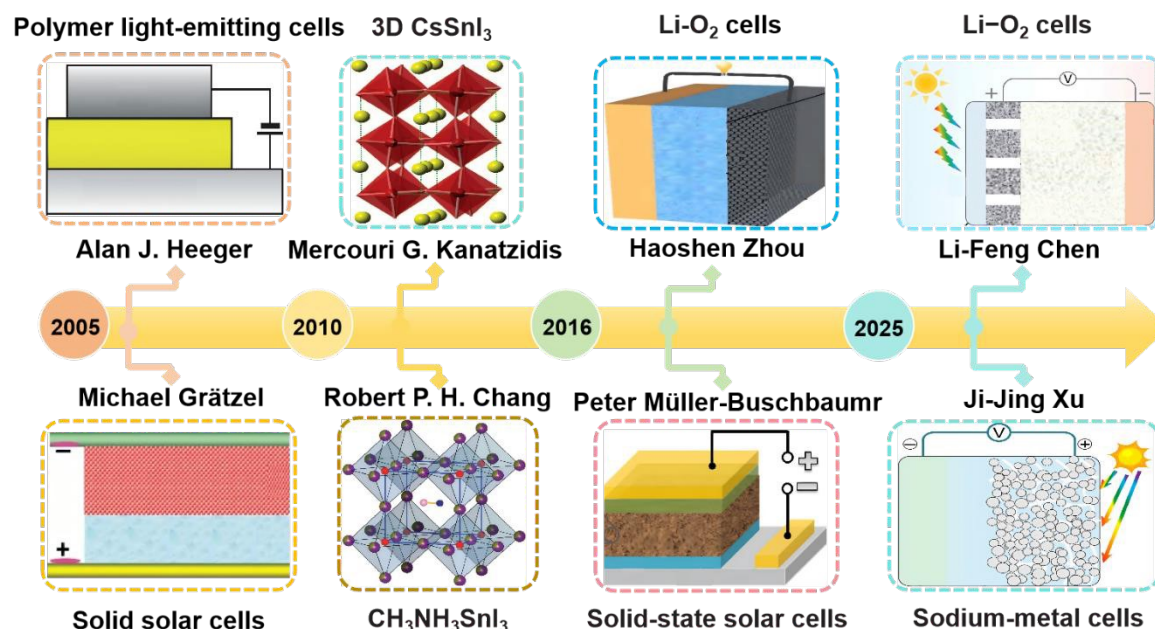 Polymer light-emitting cells
3D CsSnI₃
Li-O₂ cells
Li−O₂ cells
V
+
−
Alan J. Heeger
Mercouri G. Kanatzidis
Haoshen Zhou
Li-Feng Chen
2005
2010
2016
2025
Michael Grätzel
Robert P. H. Chang
Peter Müller-Buschbaumr
Ji-Jing Xu
−
+
+
−
⊖
V
⊕
Solid solar cells
CH₃NH₃SnI₃
Solid-state solar cells
Sodium-metal cells